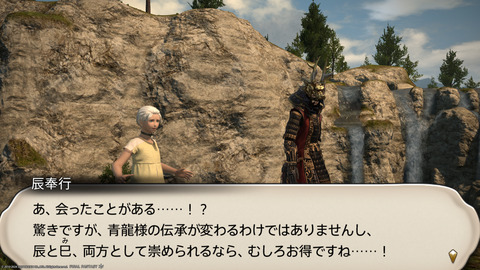 辰奉行
あ、会ったことがある……！？
驚きですが、青龍様の伝承が変わるわけではありませんし、
み
辰と巳、両方として崇められるなら、むしろお得ですね……！